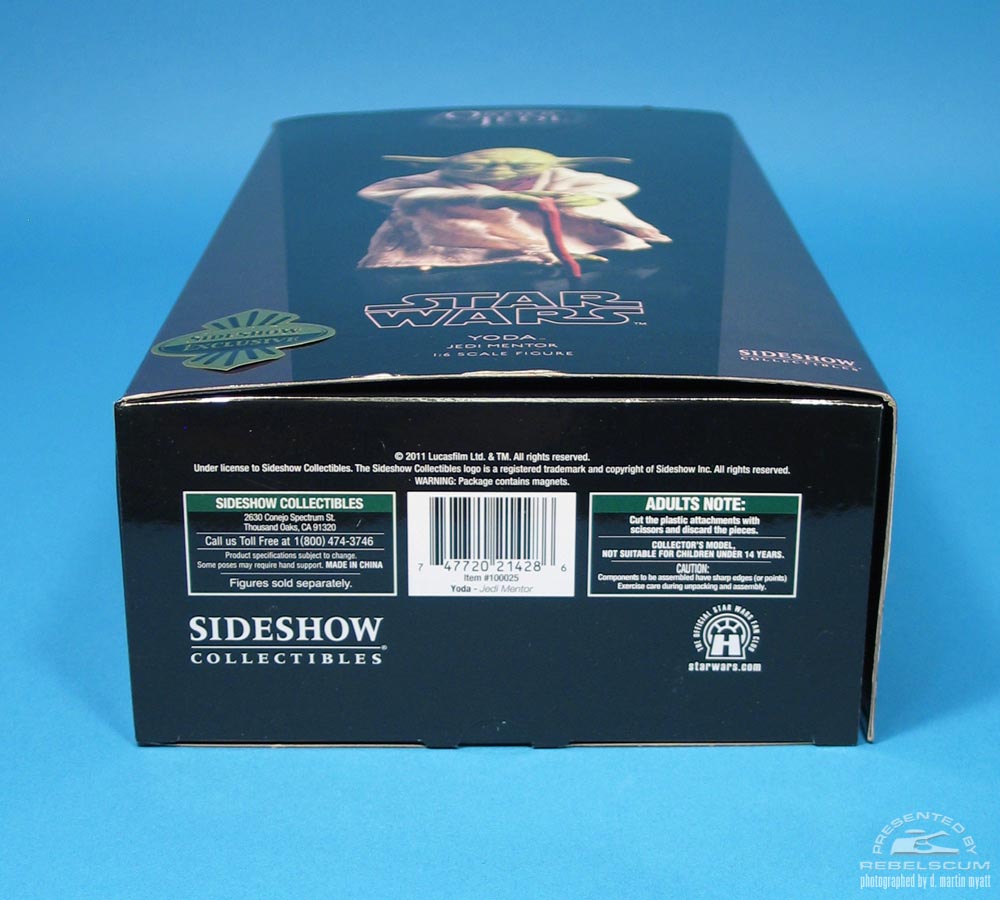 STAR
WARS™
YODA™
JEDI MENTOR
1:6 SCALE FIGURE
SIDESHOW
EXCLUSIVE
SIDESHOW
COLLECTIBLES
© 2011 Lucasfilm Ltd. & TM. All rights reserved.
Under license to Sideshow Collectibles. The Sideshow Collectibles logo is a registered trademark and copyright of Sideshow Inc. All rights reserved.
WARNING: Package contains magnets.
SIDESHOW COLLECTIBLES
2630 Conejo Spectrum St.
Thousand Oaks, CA 91320
Call us Toll Free at 1(800) 474-3746
Product specifications subject to change.
Some poses may require hand support. MADE IN CHINA
Figures sold separately.
7 47720 21428 6
Item #100025
Yoda - Jedi Mentor
ADULTS NOTE:
Cut the plastic attachments with
scissors and discard the pieces.
COLLECTOR'S MODEL,
NOT SUITABLE FOR CHILDREN UNDER 14 YEARS.
CAUTION:
Components to be assembled have sharp edges (or points)
Exercise care during unpacking and assembly.
SIDESHOW®
COLLECTIBLES
THE OFFICIAL STAR WARS FAN CLUB
H
starwars.com
PRESENTED BY
REBELSCUM
photographed by d. martin myatt